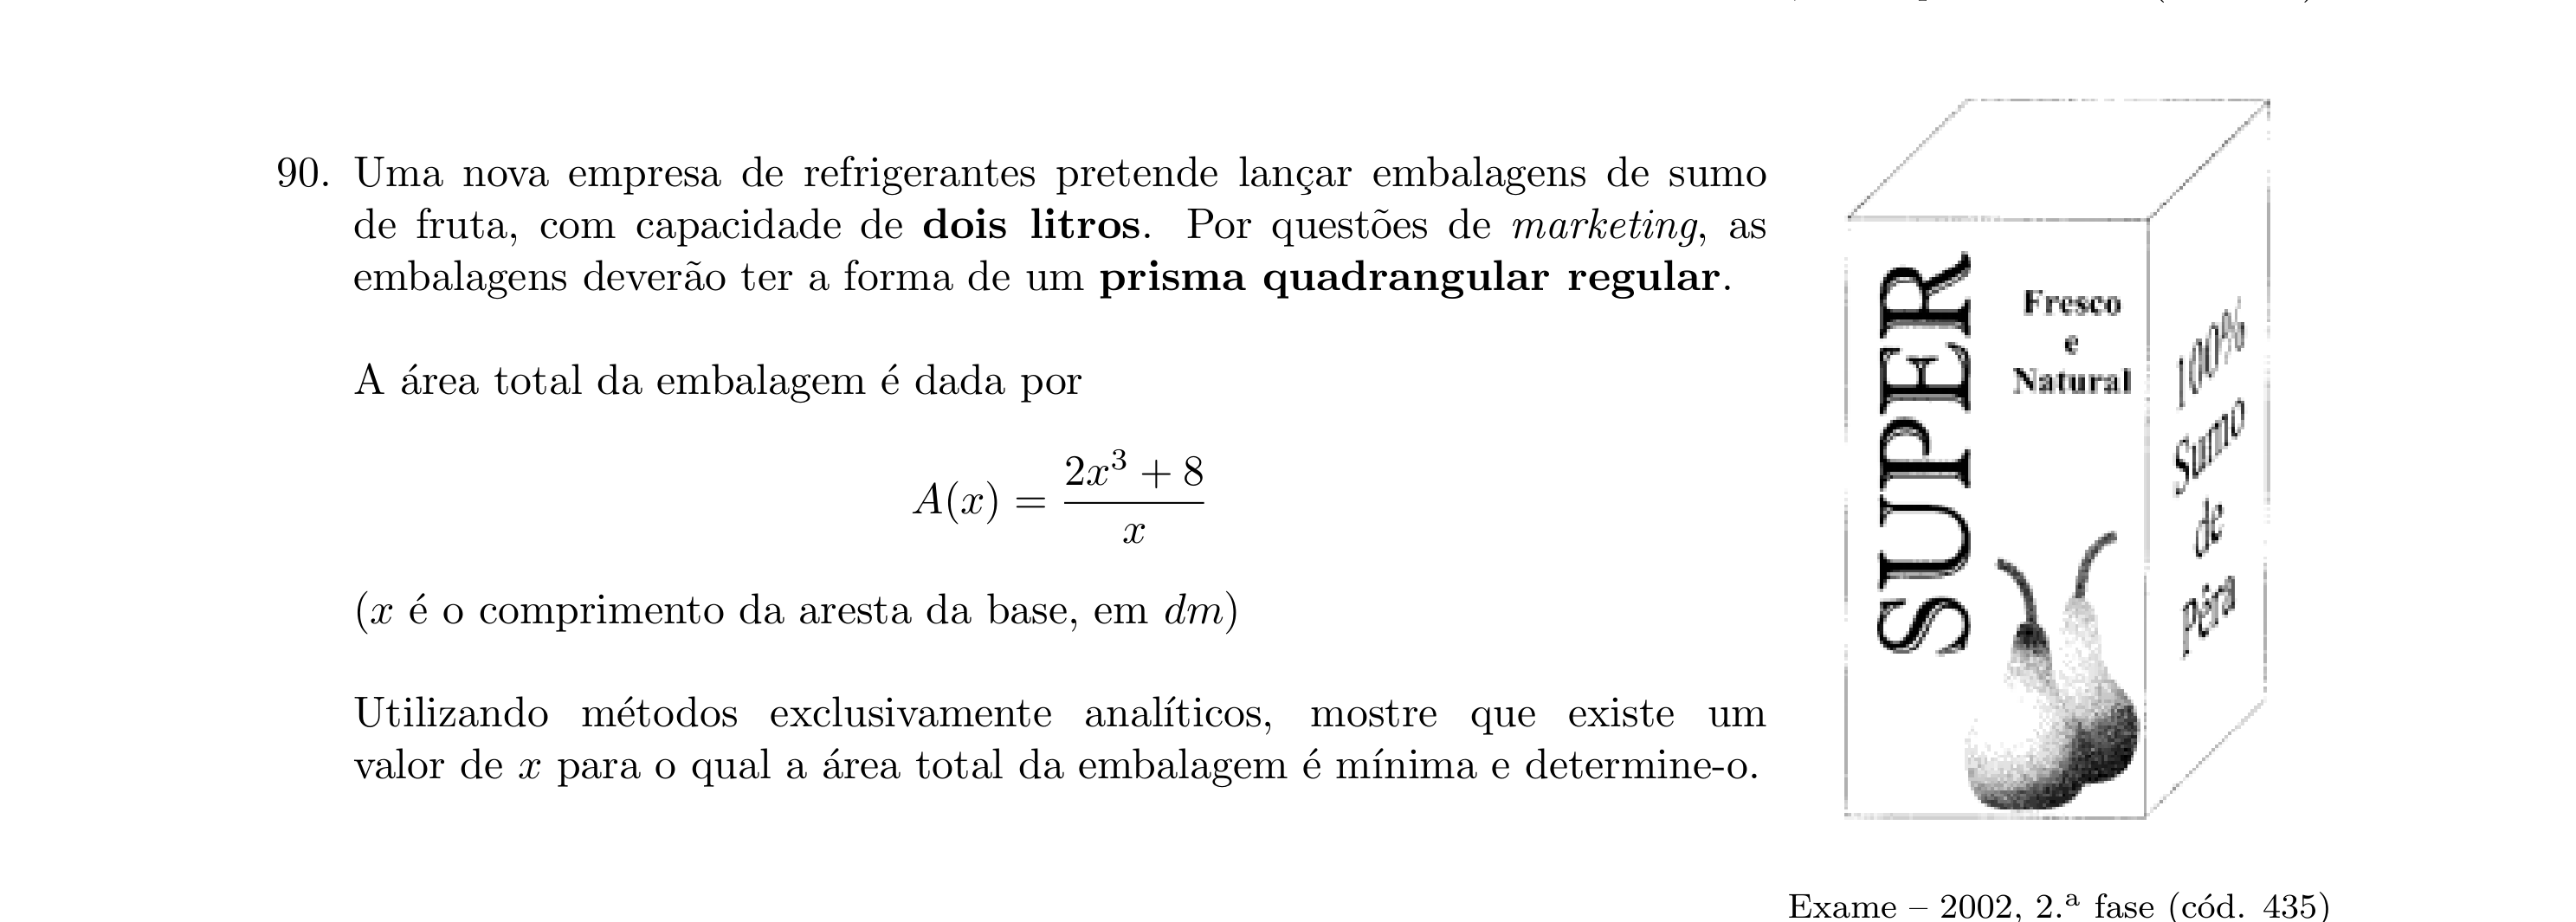 90. Uma nova empresa de refrigerantes pretende lançar embalagens de sumo
de fruta, com capacidade de dois litros. Por questões de marketing, as
embalagens deverão ter a forma de um prisma quadrangular regular.
A área total da embalagem é dada por
A(x) = \frac{2x^3 + 8}{x}
(x é o comprimento da aresta da base, em dm)
Utilizando métodos exclusivamente analíticos, mostre que existe um
valor de x para o qual a área total da embalagem é mínima e determine-o.
SUPER
Fresco
e
Natural
100%
Sumo
de
Péra
Exame – 2002, 2.ª fase (cód. 435)